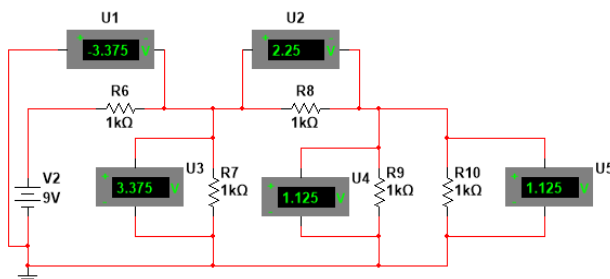 U1
+ -
-3.375 V
U2
+ -
2.25 V
R6
1kΩ
R8
1kΩ
V2
9V
U3
+
-
3.375 V
R7
1kΩ
U4
+
-
1.125 V
R9
1kΩ
R10
1kΩ
U5
+
-
1.125 V